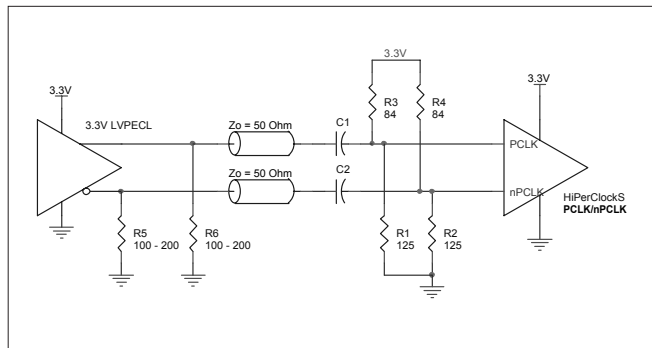 3.3V
3.3V LVPECL
R5
100 - 200
R6
100 - 200
Zo = 50 Ohm
Zo = 50 Ohm
C1
C2
3.3V
R3
84
R4
84
R1
125
R2
125
3.3V
PCLK
nPCLK
HiPerClockS
PCLK/nPCLK